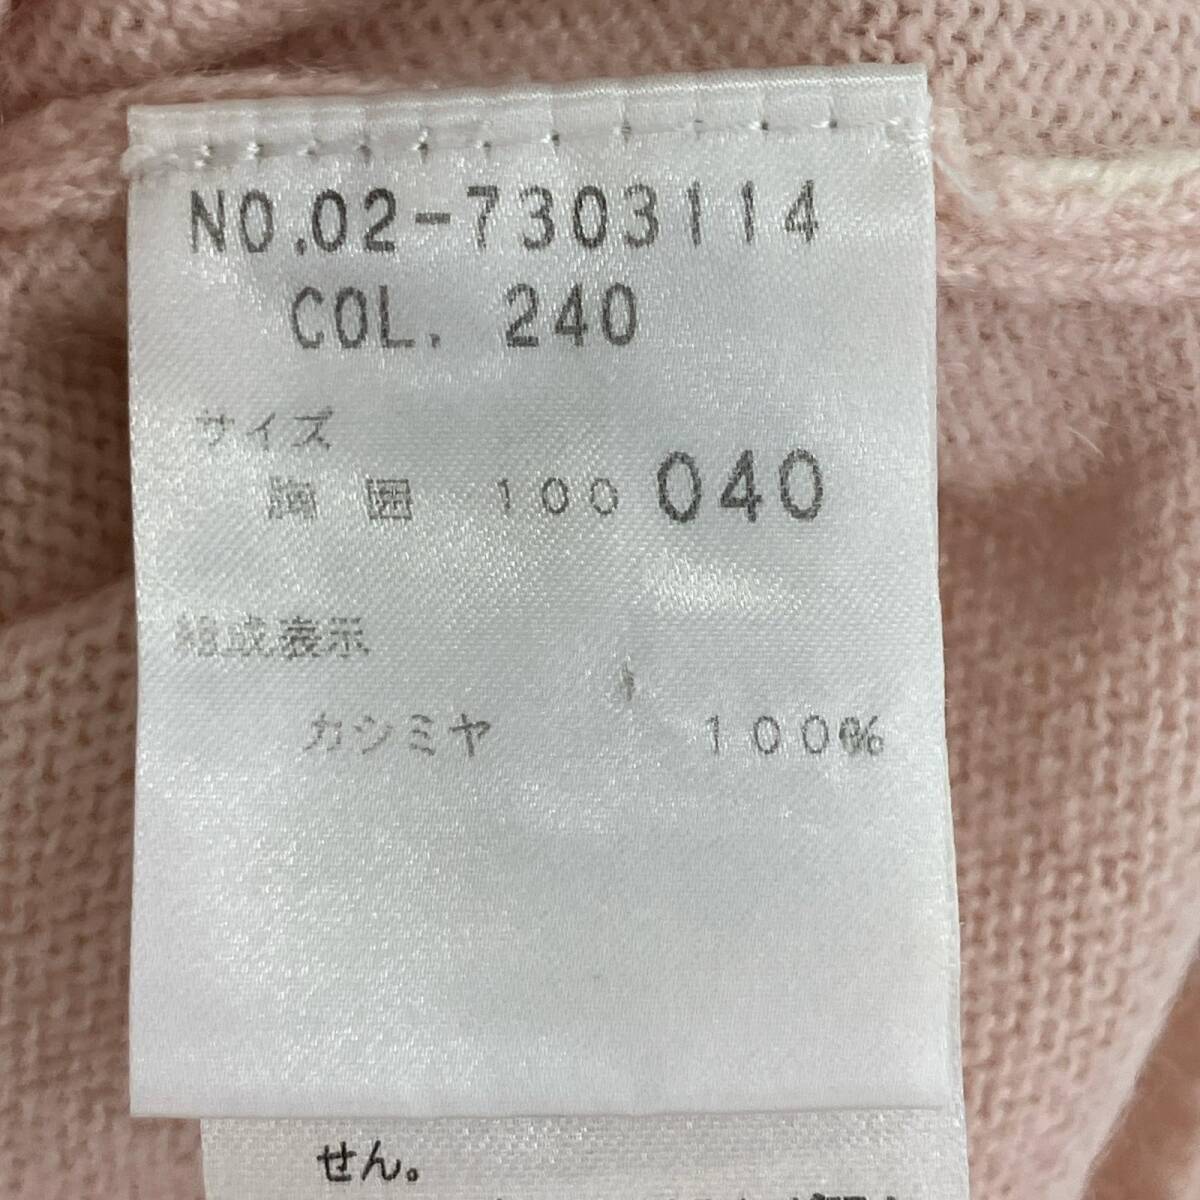 NO.02-7303114
COL. 240
サイズ
胸 囲 100 040
組成表示
カシミヤ 100%
せん。